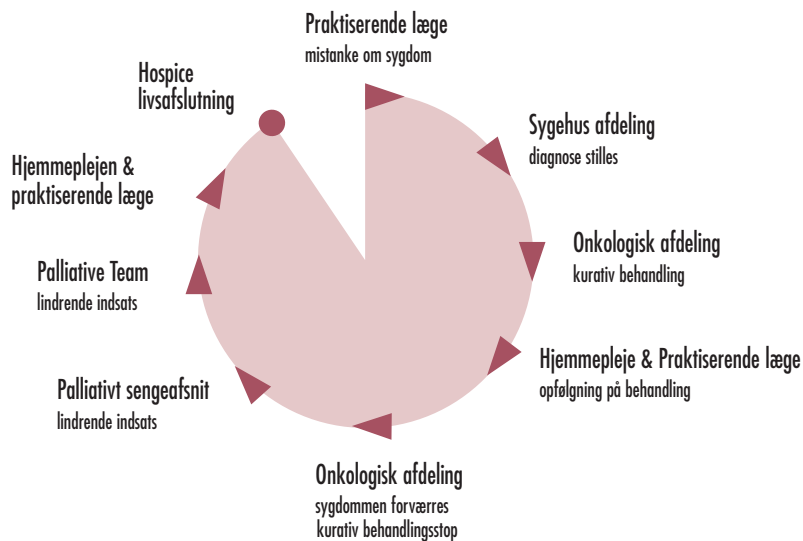 Praktiserende læge
mistanke om sygdom
Sygehus afdeling
diagnose stilles
Onkologisk afdeling
kurativ behandling
Hjemmepleje & Praktiserende læge
opfølgning på behandling
Onkologisk afdeling
sygdommen forværres
kurativ behandlingsstop
Palliativt sengeafsnit
lindrende indsats
Palliative Team
lindrende indsats
Hjemmeplejen &
praktiserende læge
Hospice
livsafslutning